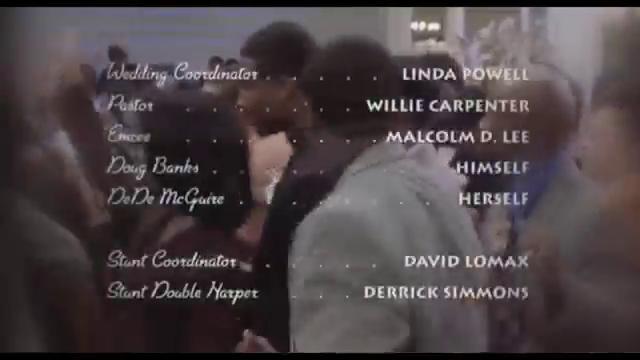 Wedding Coordinator . . . . . LINDA POWELL
Pastor . . . . . . . WILLIE CARPENTER
Emcee . . . . . . . MALCOLM D. LEE
Doug Banks . . . . . . . . HIMSELF
DeDe McGuire . . . . . . . HERSELF
Stunt Coordinator . . . . . DAVID LOMAX
Stunt Double Harper . . . DERRICK SIMMONS